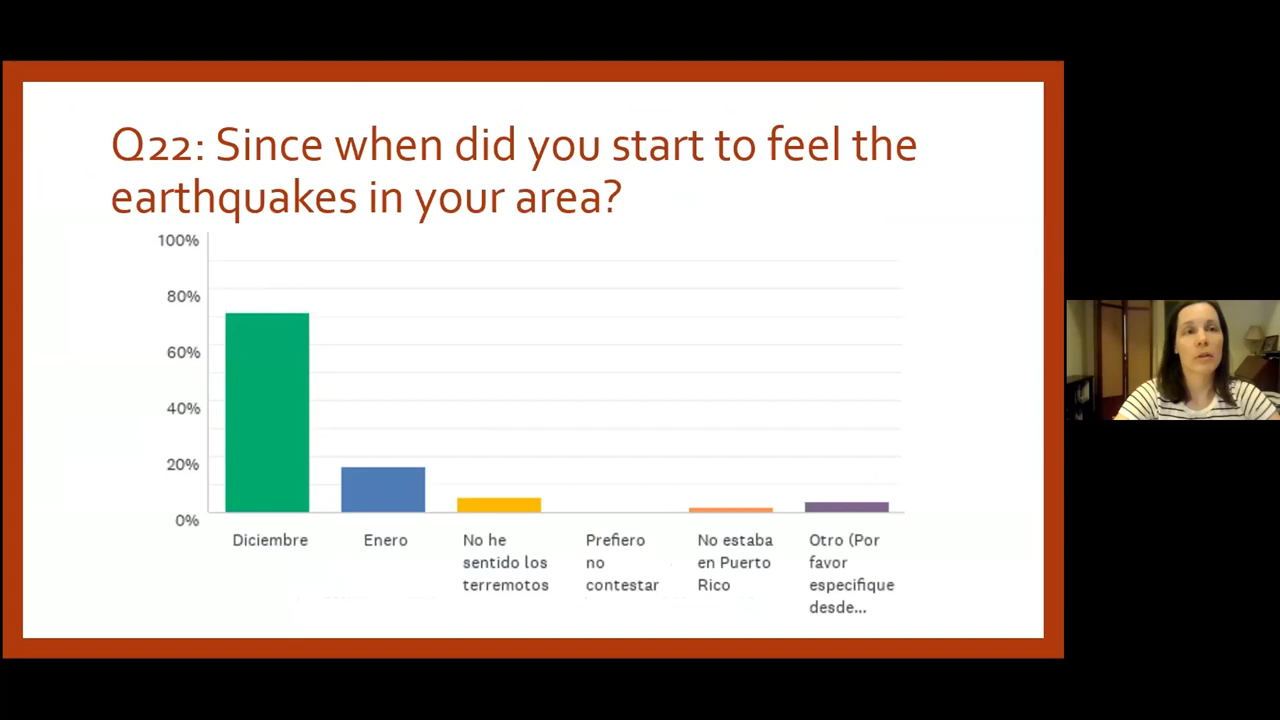 Q22: Since when did you start to feel the
earthquakes in your area?
100%
80%
60%
40%
20%
0%
Diciembre
Enero
No he
sentido los
terremotos
Prefiero
no
contestar
No estaba
en Puerto
Rico
Otro (Por
favor
especifique
desde...